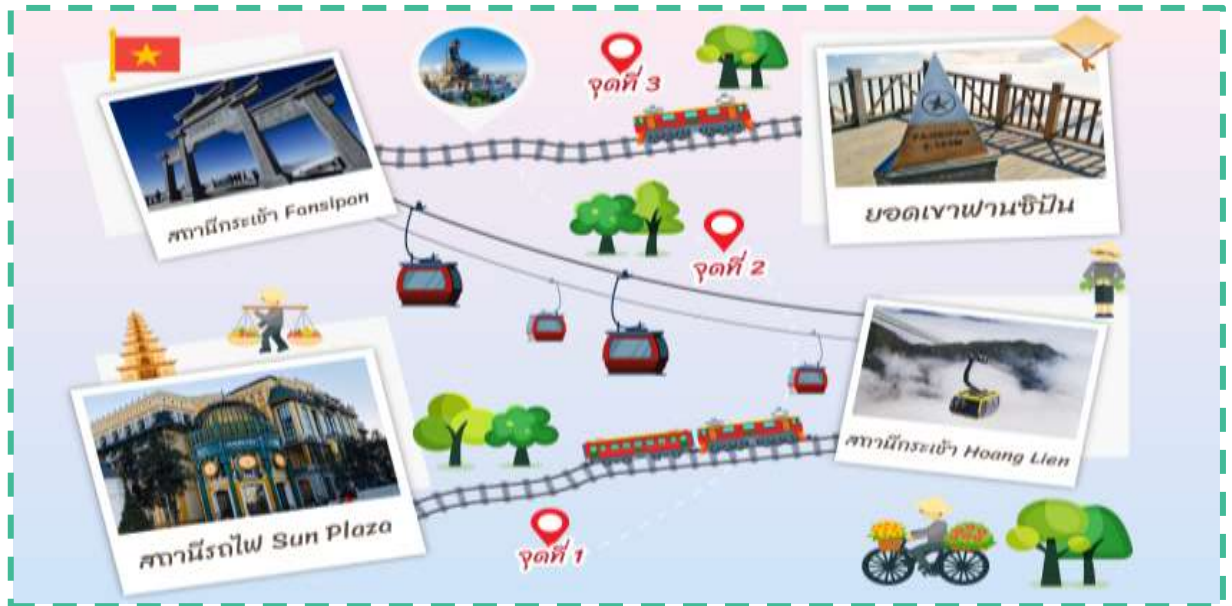 จุดที่ 3
สถานีกระเช้า Fansipan
FANSIPAN
3.143M
ยอดเขาฟานซิปัน
จุดที่ 2
สถานีกระเช้า Hoang Lien
สถานีรถไฟ Sun Plaza
จุดที่ 1